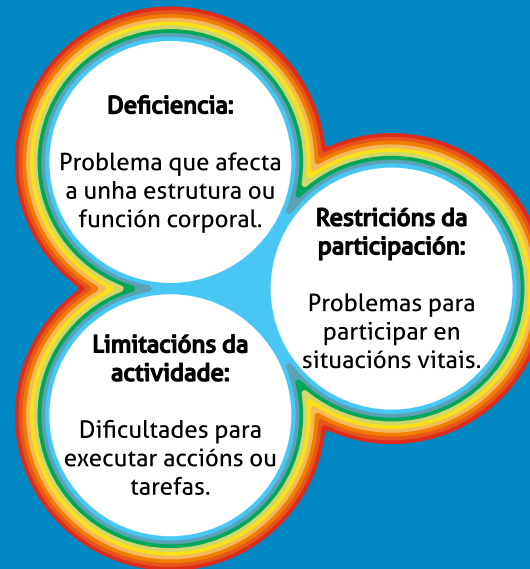 Deficiencia:
Problema que afecta
a unha estrutura ou
función corporal.
Restricións da
participación:
Problemas para
participar en
situacións vitais.
Limitacións da
actividade:
Dificultades para
executar accións ou
tarefas.